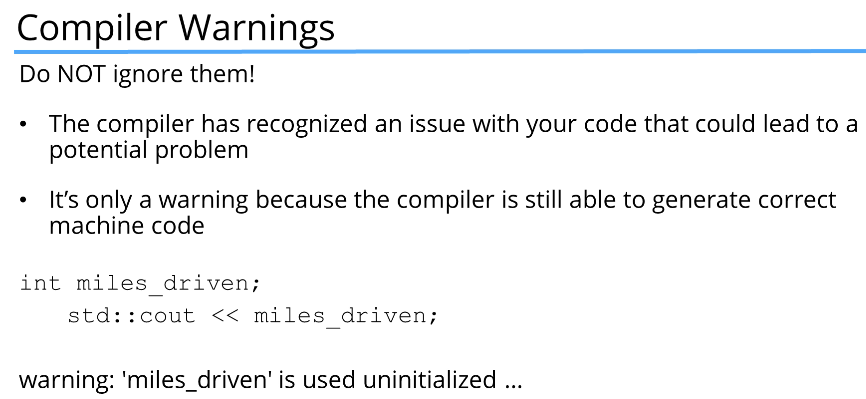 Compiler Warnings
Do NOT ignore them!
• The compiler has recognized an issue with your code that could lead to a
potential problem
• It’s only a warning because the compiler is still able to generate correct
machine code
int miles_driven;
std::cout << miles_driven;
warning: 'miles_driven' is used uninitialized …